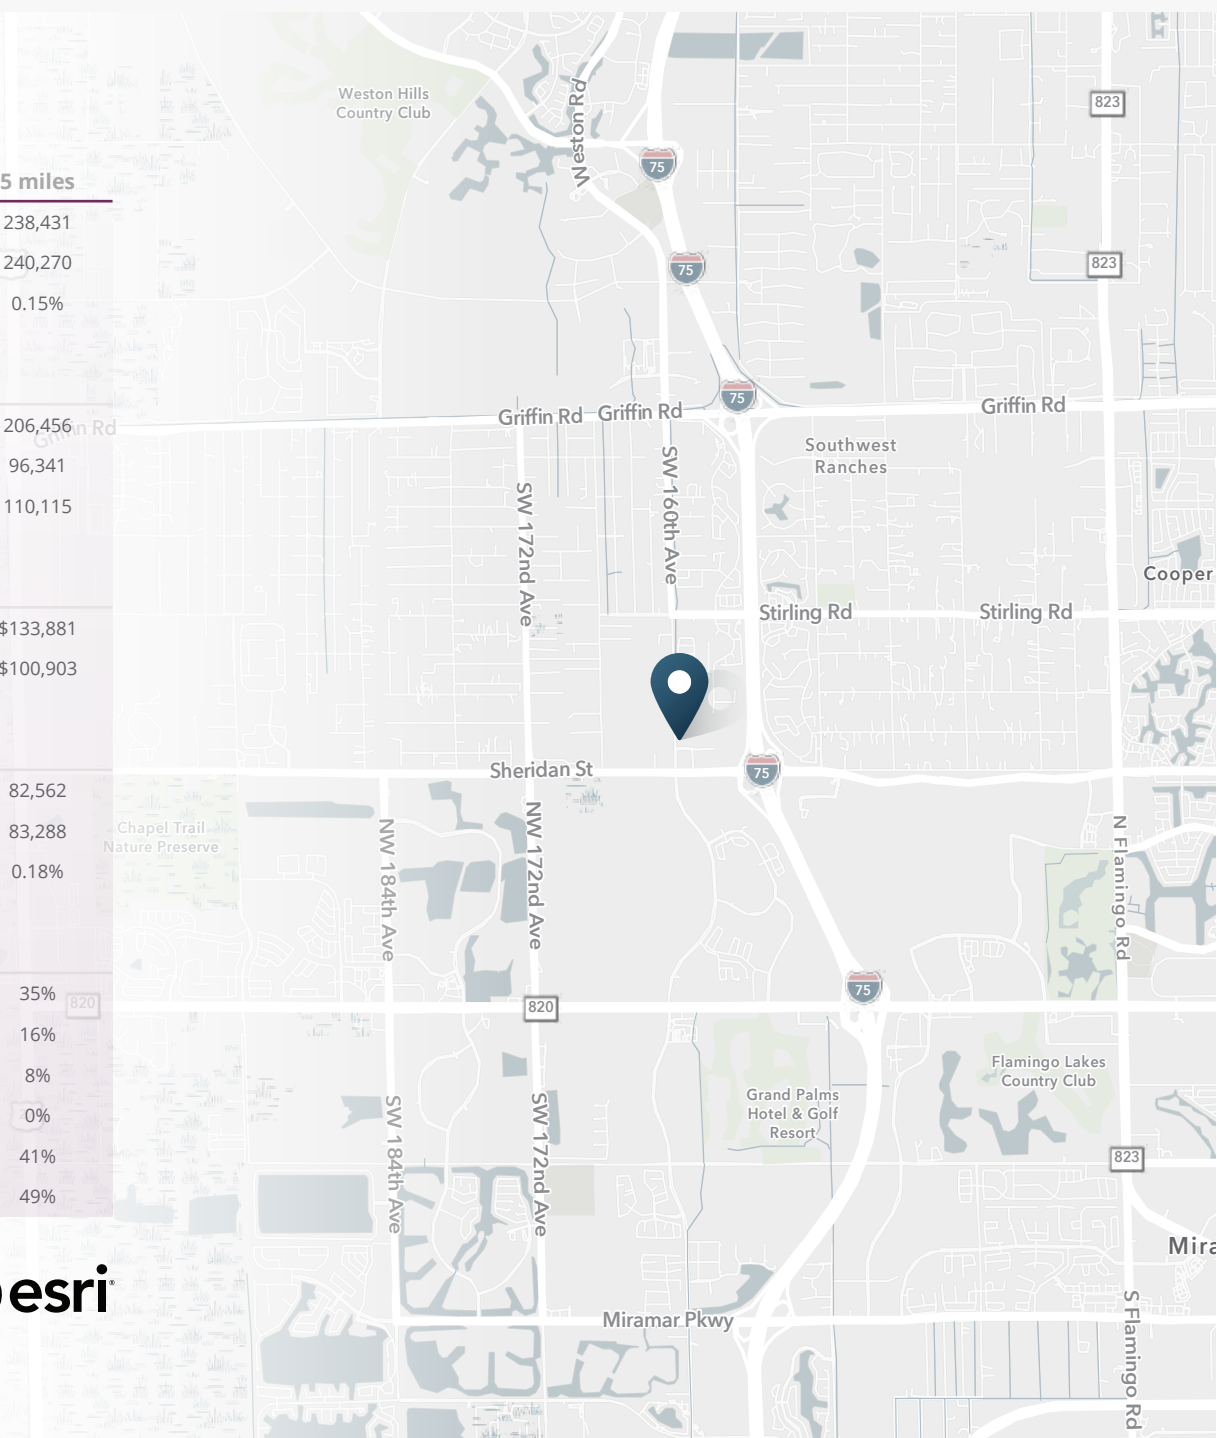 5 miles
238,431
240,270
0.15%
206,456
96,341
110,115
$133,881
$100,903
82,562
83,288
0.18%
35%
16%
8%
0%
41%
49%
esri
Weston Hills
Country Club
Weston Rd
75
823
75
823
75
Griffin Rd
Griffin Rd
Griffin Rd
Griffin Rd
Southwest
Ranches
SW 160th Ave
SW 172nd Ave
Cooper
Stirling Rd
Stirling Rd
Sheridan St
75
Chapel Trail
Nature Preserve
NW 184th Ave
NW 172nd Ave
N Flamingo Rd
75
820
820
Flamingo Lakes
Country Club
Grand Palms
Hotel & Golf
Resort
SW 184th Ave
SW 172nd Ave
823
Mira
Miramar Pkwy
S Flamingo Rd